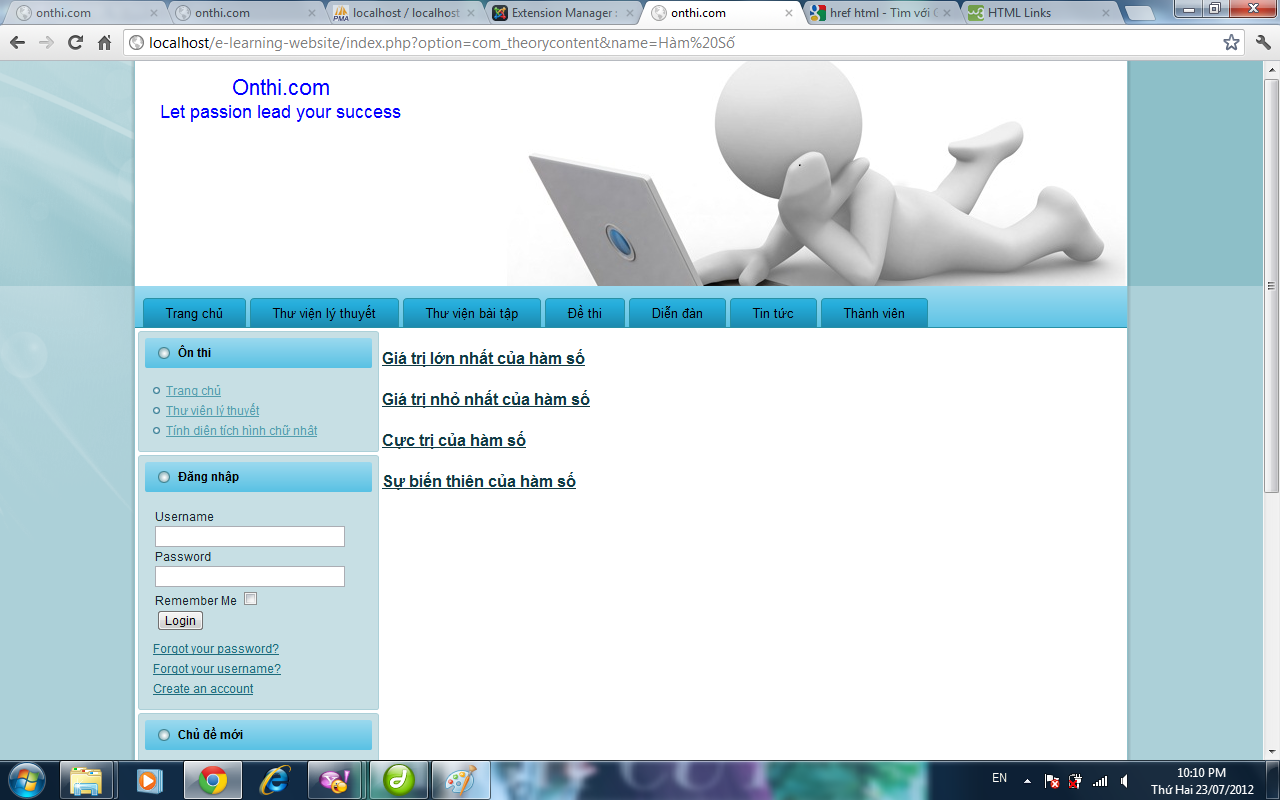 onthi.com
onthi.com
localhost / localhost
Extension Manager :
onthi.com
href html - Tìm với G
HTML Links
localhost/e-learning-website/index.php?option=com_theorycontent&name=Hàm%20Số
Onthi.com
Let passion lead your success
Trang chủ
Thư viện lý thuyết
Thư viện bài tập
Đề thi
Diễn đàn
Tin tức
Thành viên
Ôn thi
Trang chủ
Thư viện lý thuyết
Tính diện tích hình chữ nhật
Đăng nhập
Username
Password
Remember Me
Login
Forgot your password?
Forgot your username?
Create an account
Chủ đề mới
Giá trị lớn nhất của hàm số
Giá trị nhỏ nhất của hàm số
Cực trị của hàm số
Sự biến thiên của hàm số
EN
10:10 PM
Thứ Hai 23/07/2012